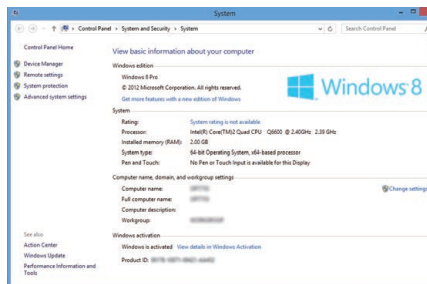 System
Control Panel ▸ System and Security ▸ System
Search Control Panel
Control Panel Home
Device Manager
Remote settings
System protection
Advanced system settings
View basic information about your computer
Windows edition
Windows 8 Pro
© 2012 Microsoft Corporation. All rights reserved.
Get more features with a new edition of Windows
Windows 8
System
Rating: System rating is not available
Processor: Intel(R) Core(TM)2 Quad CPU Q6600 @ 2.40GHz 2.39 GHz
Installed memory (RAM): 2.00 GB
System type: 64-bit Operating System, x64-based processor
Pen and Touch: No Pen or Touch Input is available for this Display
Computer name, domain, and workgroup settings
Computer name:
Change settings
Full computer name:
Computer description:
Workgroup:
Windows activation
Windows is activated View details in Windows Activation
Product ID:
See also
Action Center
Windows Update
Performance Information and
Tools